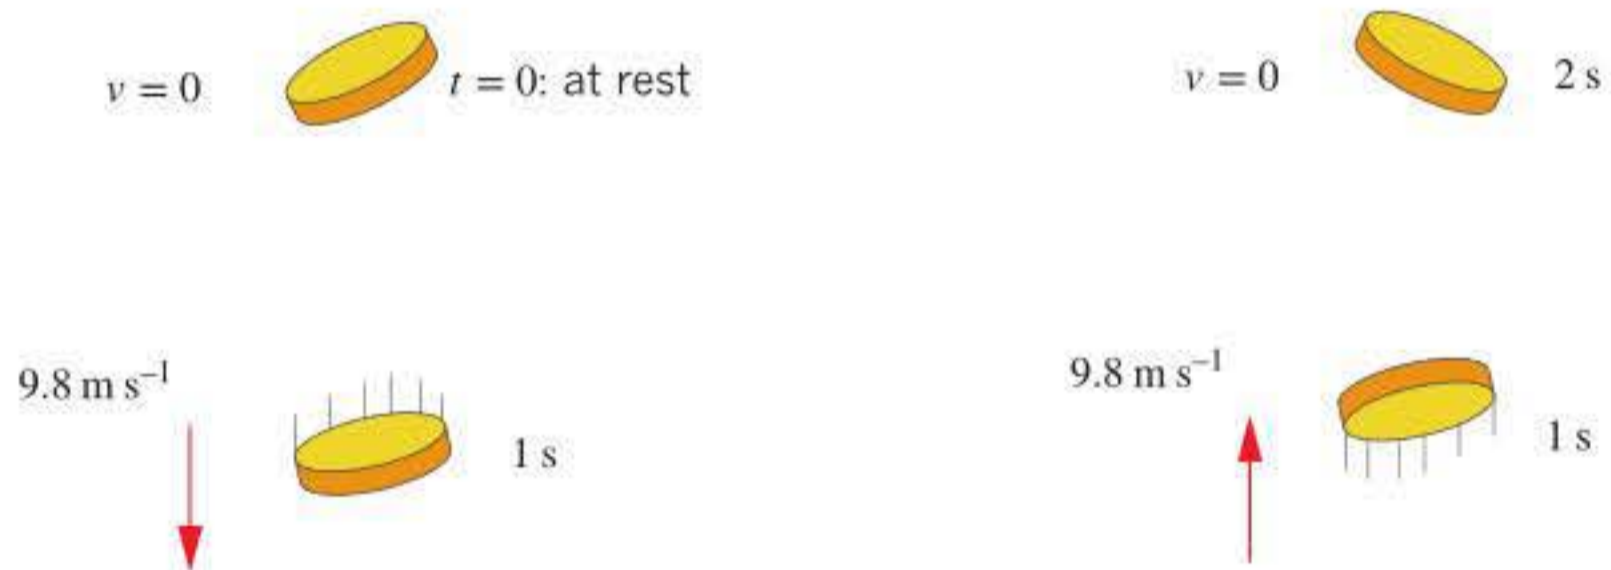 v = 0
t = 0: at rest
v = 0
2 s
9.8 m s⁻¹
1 s
9.8 m s⁻¹
1 s